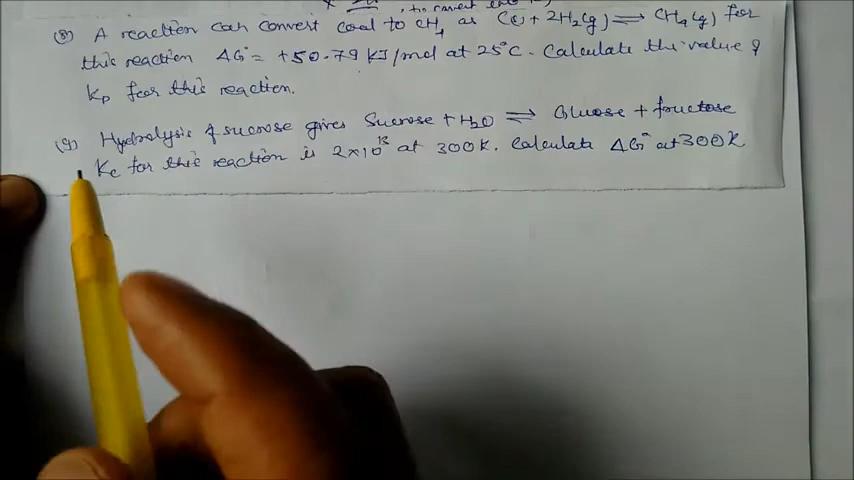 , to convert
(8) A reaction can convert coal to CH4 as C(s) + 2H2(g) ⇌ CH4(g) for
this reaction ΔG° = +50.79 KJ/mol at 25°C. Calculate the value of
Kp for this reaction.
(9) Hydrolysis of sucrose gives Sucrose + H2O ⇌ Glucose + fructose
Kc for this reaction is 2×10^13 at 300K. Calculate ΔG° at 300K